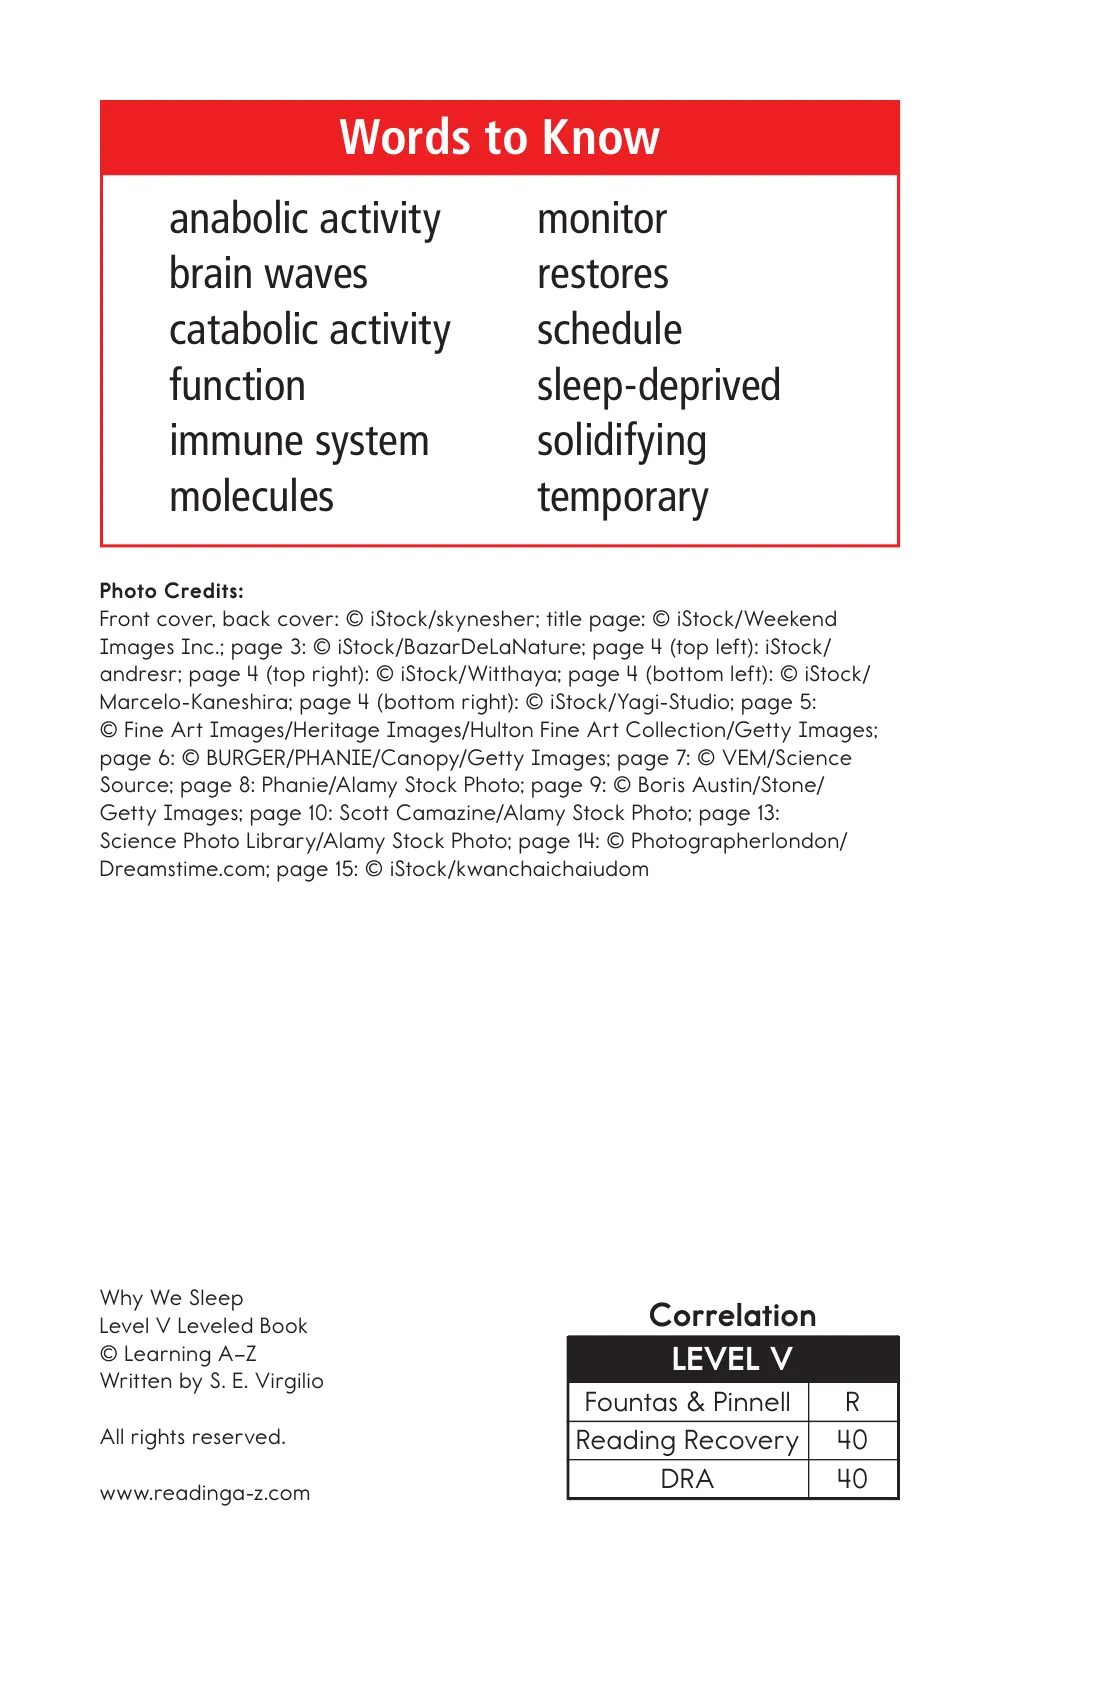 Words to Know
anabolic activity
brain waves
catabolic activity
function
immune system
molecules
monitor
restores
schedule
sleep-deprived
solidifying
temporary
Photo Credits:
Front cover, back cover: © iStock/skynesher; title page: © iStock/Weekend
Images Inc.; page 3: © iStock/BazarDeLaNature; page 4 (top left): iStock/
andresr; page 4 (top right): © iStock/Witthaya; page 4 (bottom left): © iStock/
Marcelo-Kaneshira; page 4 (bottom right): © iStock/Yagi-Studio; page 5:
© Fine Art Images/Heritage Images/Hulton Fine Art Collection/Getty Images;
page 6: © BURGER/PHANIE/Canopy/Getty Images; page 7: © VEM/Science
Source; page 8: Phanie/Alamy Stock Photo; page 9: © Boris Austin/Stone/
Getty Images; page 10: Scott Camazine/Alamy Stock Photo; page 13:
Science Photo Library/Alamy Stock Photo; page 14: © Photographerlondon/
Dreamstime.com; page 15: © iStock/kwanchaichaiudom
Why We Sleep
Level V Leveled Book
© Learning A–Z
Written by S. E. Virgilio
All rights reserved.
www.readinga-z.com
Correlation
LEVEL V
Fountas & Pinnell R
Reading Recovery 40
DRA 40